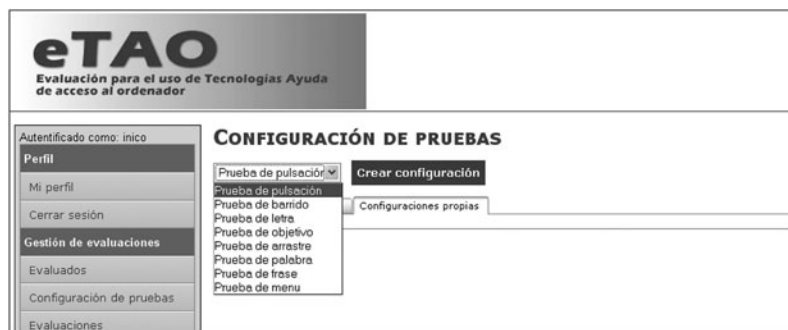 eTAO
Evaluación para el uso de Tecnologías Ayuda
de acceso al ordenador
Autentificado como: inico
Perfil
Mi perfil
Cerrar sesión
Gestión de evaluaciones
Evaluados
Configuración de pruebas
Evaluaciones
CONFIGURACIÓN DE PRUEBAS
Prueba de pulsación Crear configuración
Prueba de pulsación
Prueba de barrido
Prueba de letra
Prueba de objetivo
Prueba de arrastre
Prueba de palabra
Prueba de frase
Prueba de menu
Configuraciones propias